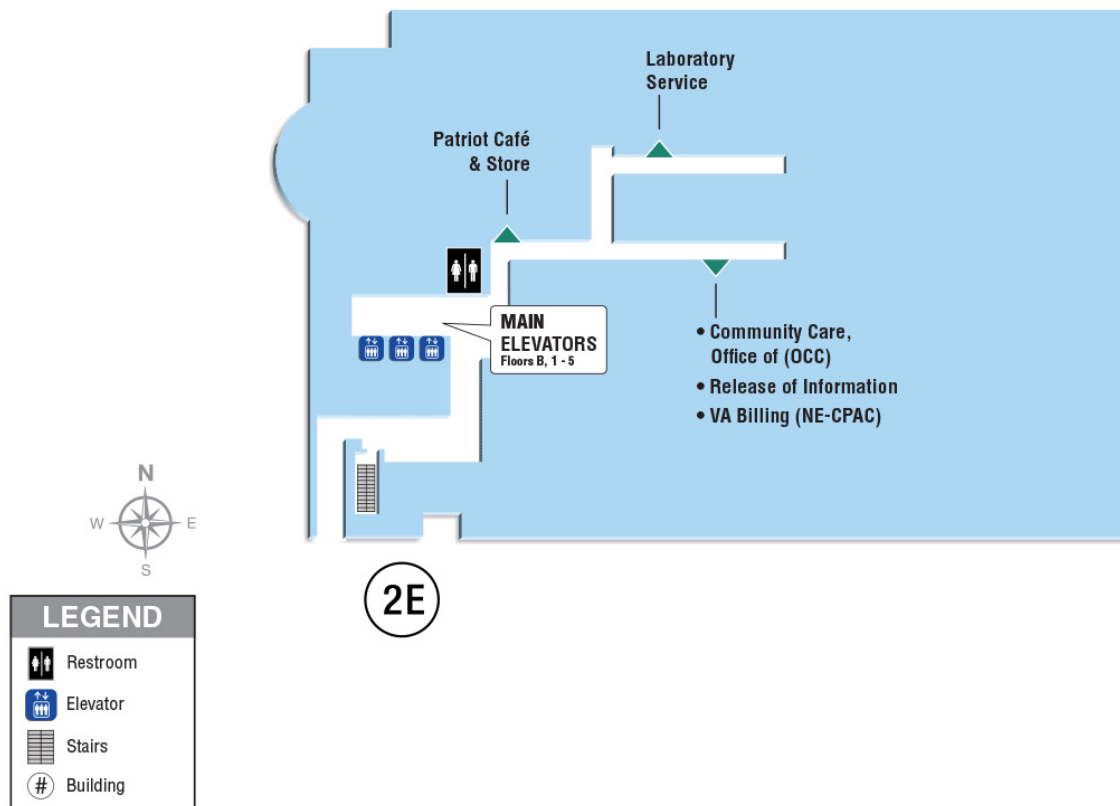 Laboratory
Service
Patriot Café
& Store
MAIN
ELEVATORS
Floors B, 1 - 5
• Community Care,
Office of (OCC)
• Release of Information
• VA Billing (NE-CPAC)
N
W
E
S
2E
LEGEND
Restroom
Elevator
Stairs
# Building